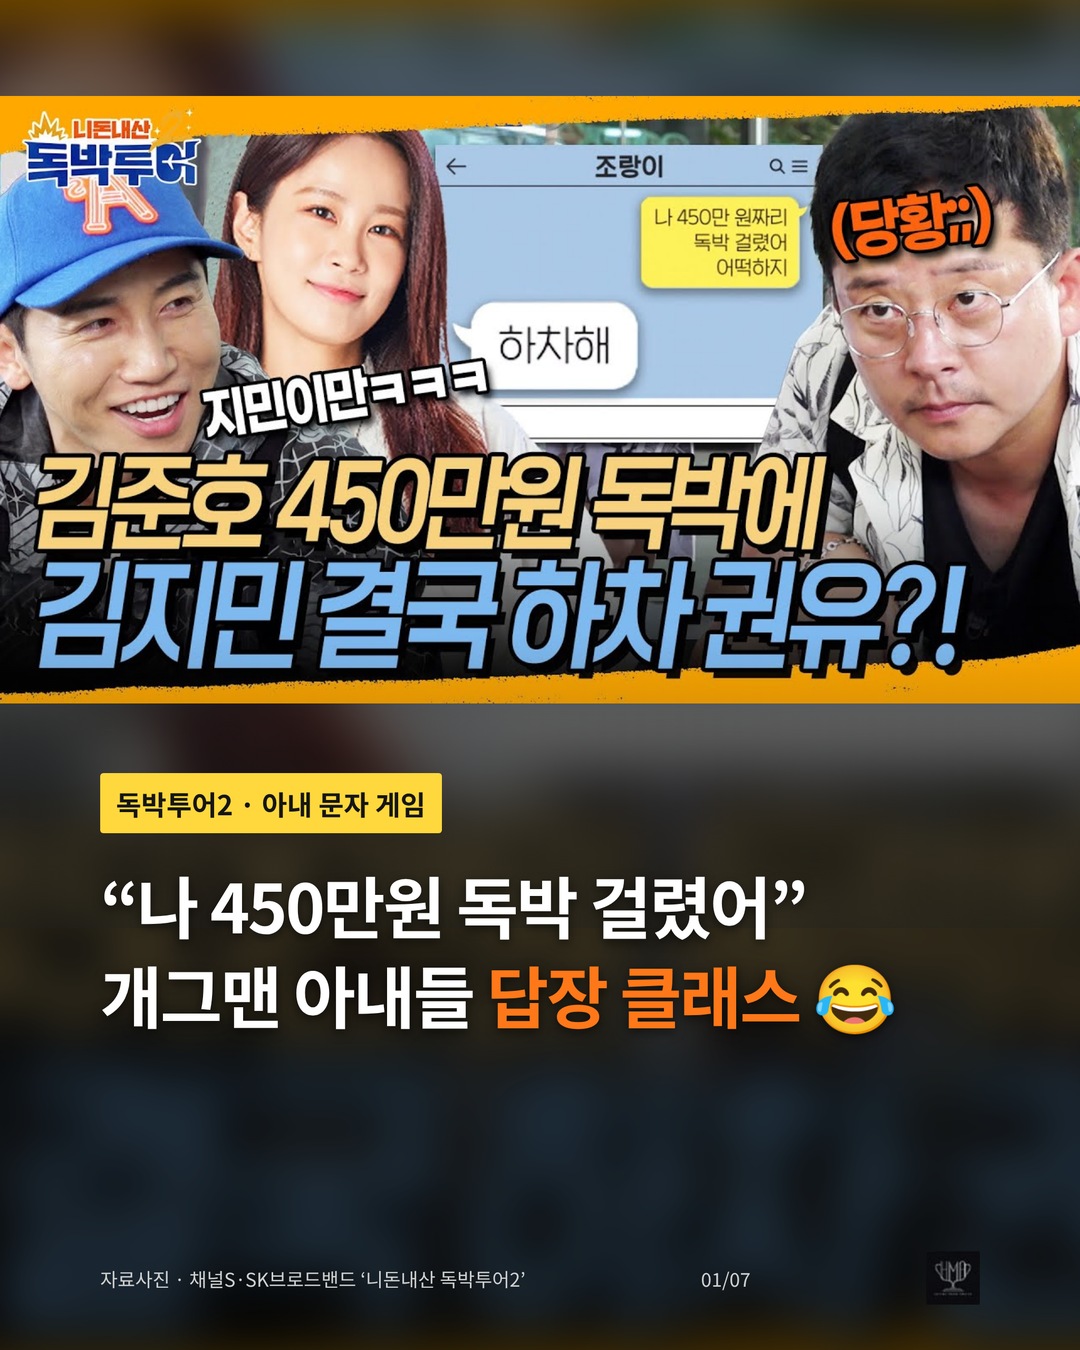 니돈내산
독박투어2
조랑이
나 450만 원짜리
독박 걸렸어
어떡하지
하차해
(당황;;)
지민이만ㅋㅋㅋ
김준호 450만원 독박에
김지민 결국 하차 권유?!
독박투어2 · 아내 문자 게임
“나 450만원 독박 걸렸어”
개그맨 아내들 답장 클래스 😂
자료사진 · 채널S·SK브로드밴드 ‘니돈내산 독박투어2’
01/07
HMB